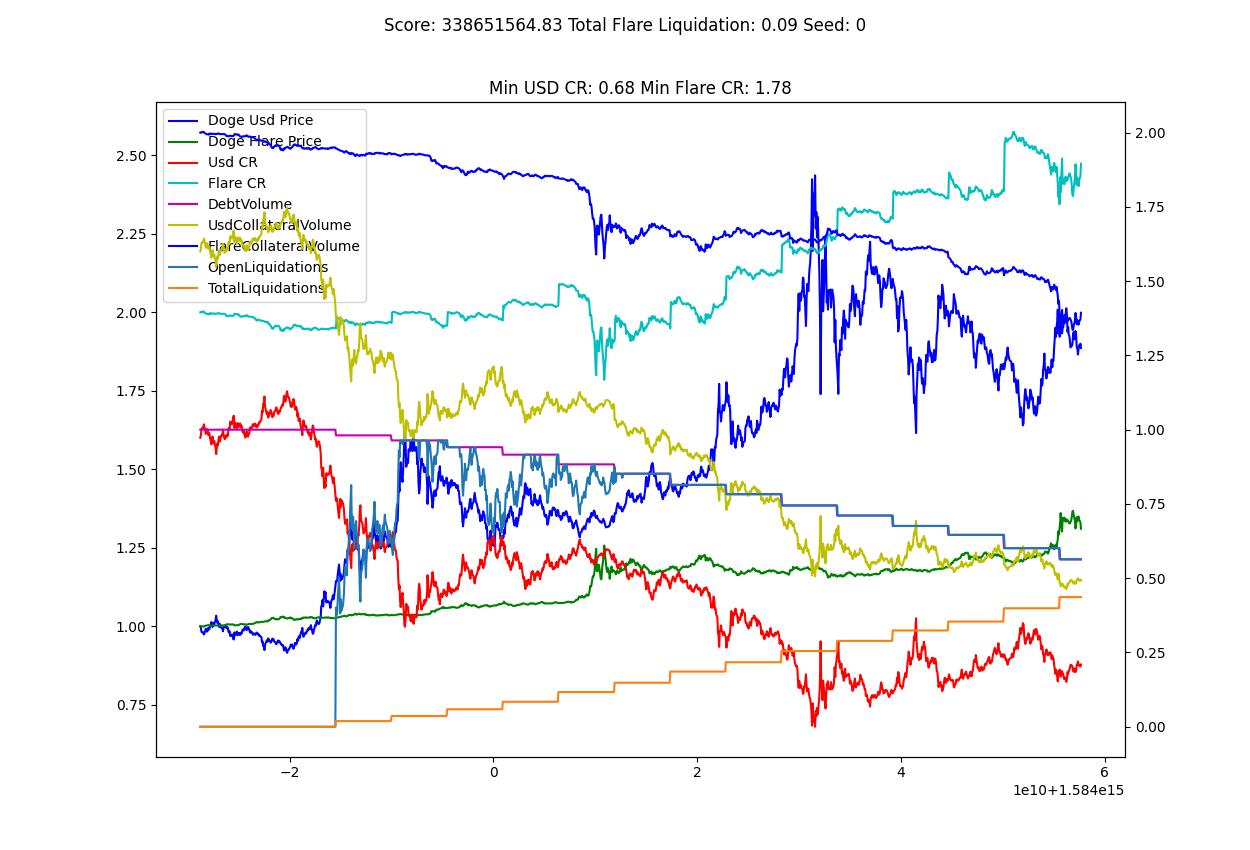 Score: 338651564.83 Total Flare Liquidation: 0.09 Seed: 0
Min USD CR: 0.68 Min Flare CR: 1.78
Doge Usd Price
Doge Flare Price
Usd CR
Flare CR
DebtVolume
UsdCollateralVolume
FlareCollateralVolume
OpenLiquidations
TotalLiquidations
2.50
2.25
2.00
1.75
1.50
1.25
1.00
0.75
2.00
1.75
1.50
1.25
1.00
0.75
0.50
0.25
0.00
−2 0 2 4 6
1e10+1.584e15